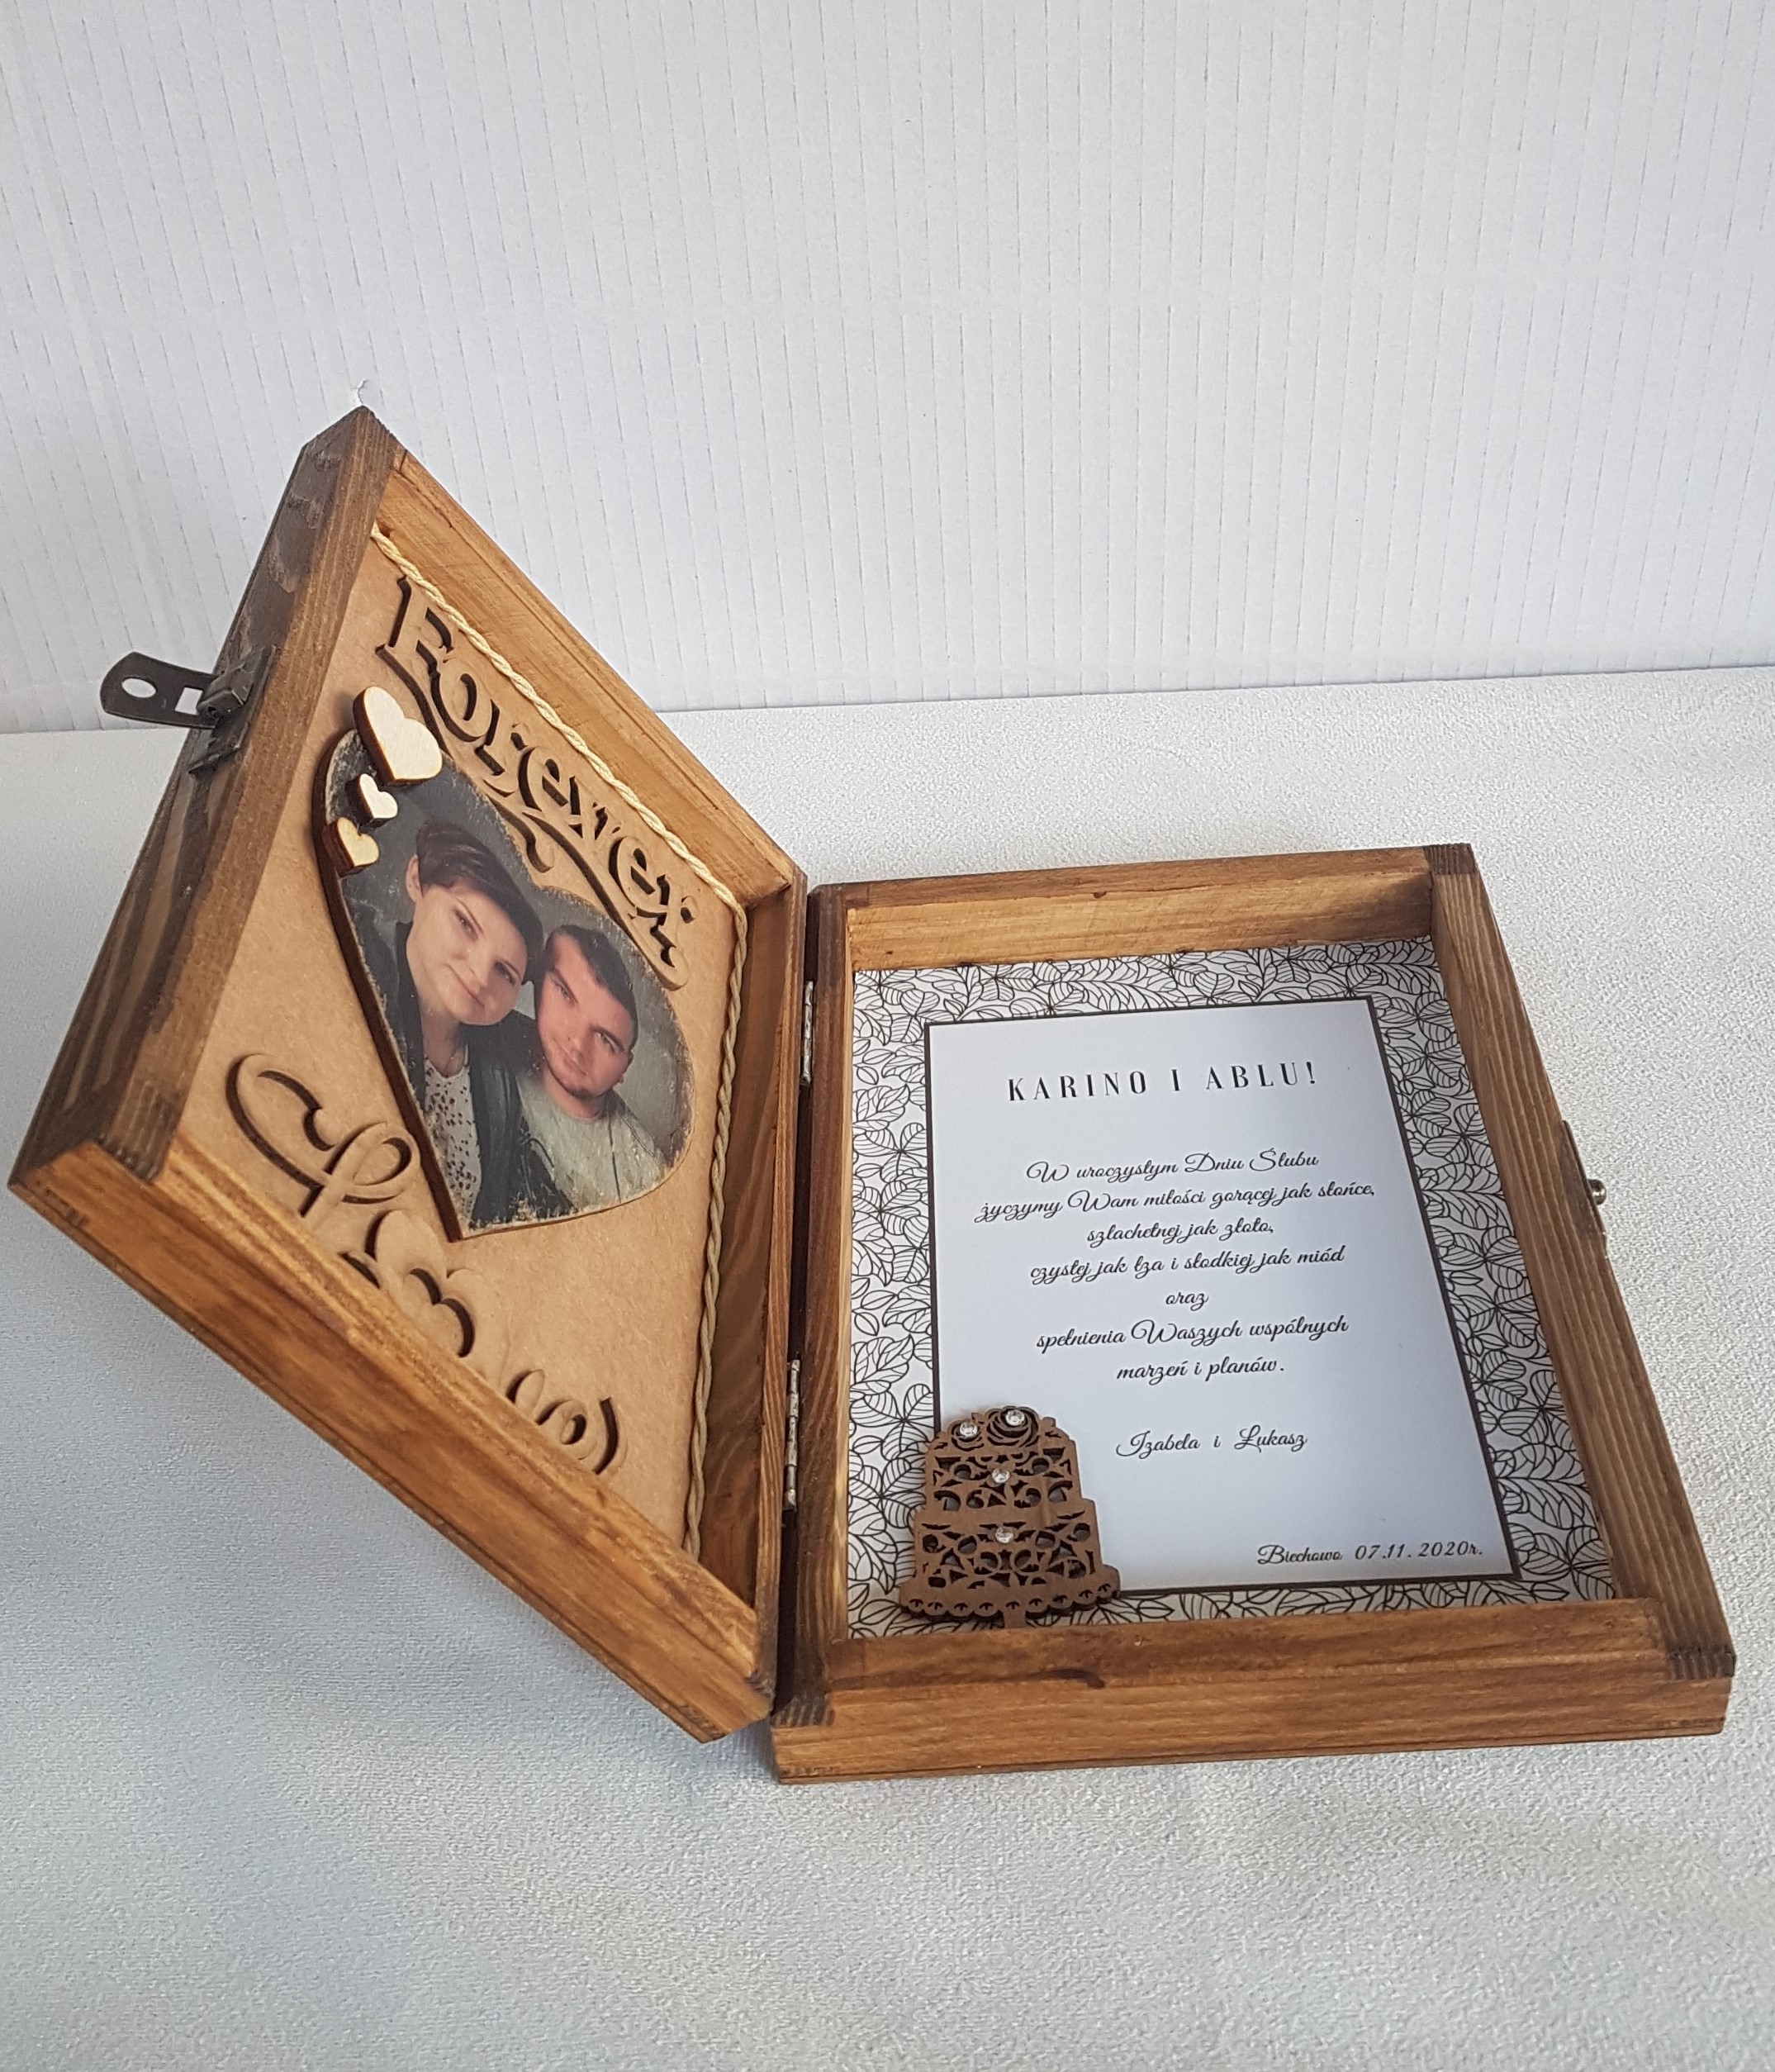 Forever
Love
KARINO I ABLU!
W uroczystym Dniu Ślubu
życzymy Wam miłości gorącej jak słońce,
szlachetnej jak złoto,
czystej jak łza i słodkiej jak miód
oraz
spełnienia Waszych wspólnych
marzeń i planów.
Izabela i Łukasz
Biechowo 07.11.2020r.